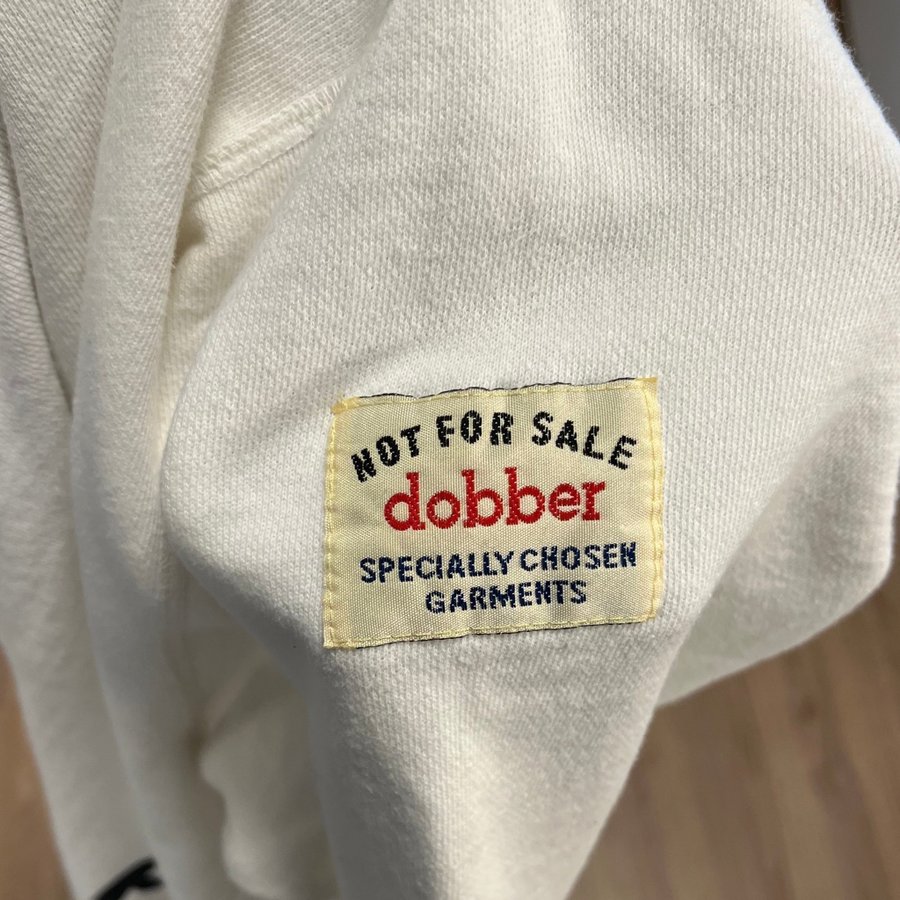 NOT FOR SALE
dobber
SPECIALLY CHOSEN
GARMENTS